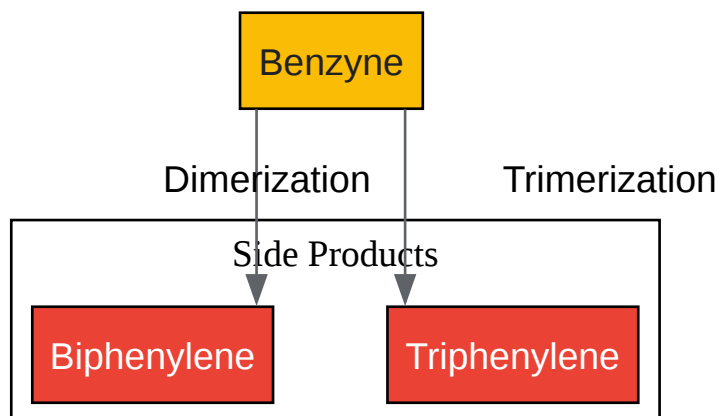 Benzyne
Dimerization
Trimerization
Side Products
Biphenylene
Triphenylene